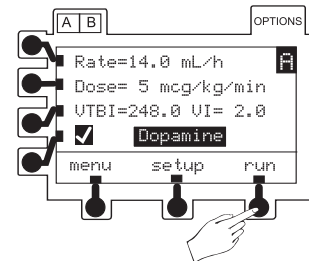 A B
OPTIONS
Rate=14.0 mL/h A
Dose= 5 mcg/kg/min
VTBI=248.0 VI= 2.0
Dopamine
menu setup run